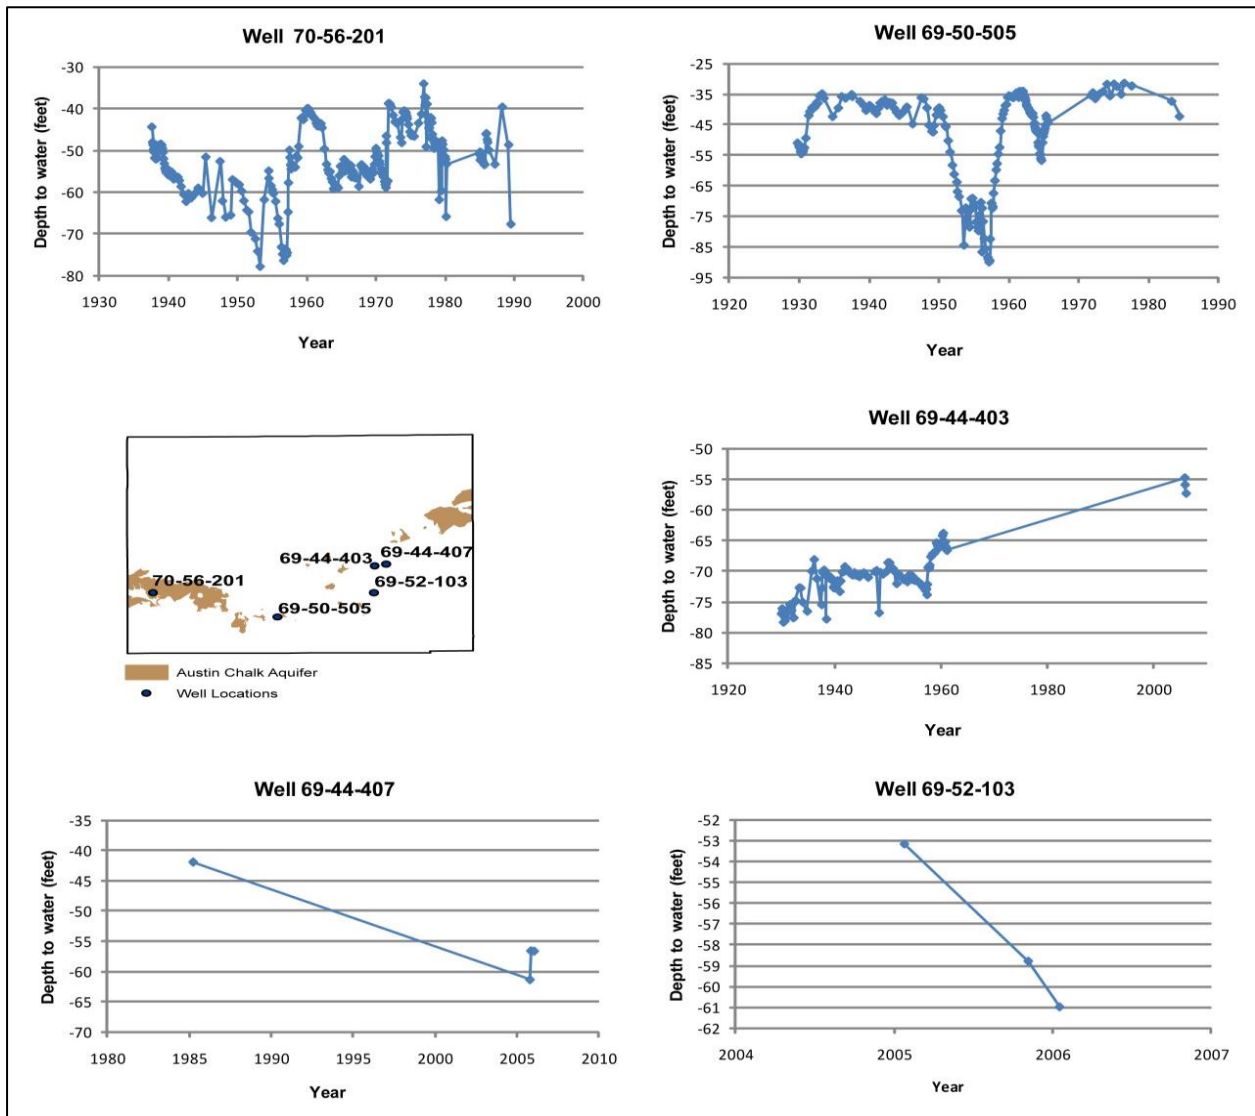 Well 70-56-201
-30
-40
-50
-60
-70
-80
Depth to water (feet)
1930 1940 1950 1960 1970 1980 1990 2000
Year
Well 69-50-505
-25
-35
-45
-55
-65
-75
-85
-95
Depth to water (feet)
1920 1930 1940 1950 1960 1970 1980 1990
Year
69-44-403 69-44-407
70-56-201 69-52-103
69-50-505
Austin Chalk Aquifer
Well Locations
Well 69-44-403
-50
-55
-60
-65
-70
-75
-80
-85
Depth to water (feet)
1920 1940 1960 1980 2000
Year
Well 69-44-407
-35
-40
-45
-50
-55
-60
-65
-70
Depth to water (feet)
1980 1985 1990 1995 2000 2005 2010
Year
Well 69-52-103
-52
-53
-54
-55
-56
-57
-58
-59
-60
-61
-62
Depth to water (feet)
2004 2005 2006 2007
Year